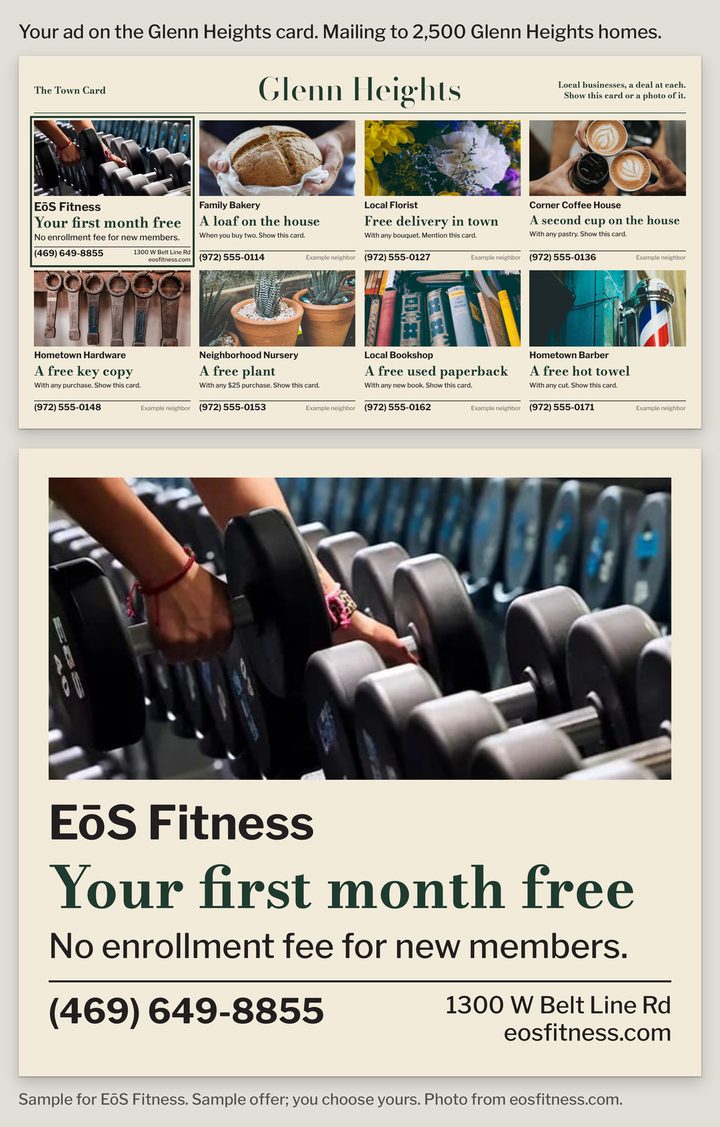 Your ad on the Glenn Heights card. Mailing to 2,500 Glenn Heights homes.
The Town Card
Glenn Heights
Local businesses, a deal at each.
Show this card or a photo of it.
EōS Fitness
Your first month free
No enrollment fee for new members.
(469) 649-8855
1300 W Belt Line Rd
eosfitness.com
Family Bakery
A loaf on the house
When you buy two. Show this card.
(972) 555-0114
Example neighbor
Local Florist
Free delivery in town
With any bouquet. Mention this card.
(972) 555-0127
Example neighbor
Corner Coffee House
A second cup on the house
With any pastry. Show this card.
(972) 555-0136
Example neighbor
Hometown Hardware
A free key copy
With any purchase. Show this card.
(972) 555-0148
Example neighbor
Neighborhood Nursery
A free plant
With any $25 purchase. Show this card.
(972) 555-0153
Example neighbor
Local Bookshop
A free used paperback
With any new book. Show this card.
(972) 555-0162
Example neighbor
Hometown Barber
A free hot towel
With any cut. Show this card.
(972) 555-0171
Example neighbor
EōS Fitness
Your first month free
No enrollment fee for new members.
(469) 649-8855
1300 W Belt Line Rd
eosfitness.com
Sample for EōS Fitness. Sample offer; you choose yours. Photo from eosfitness.com.